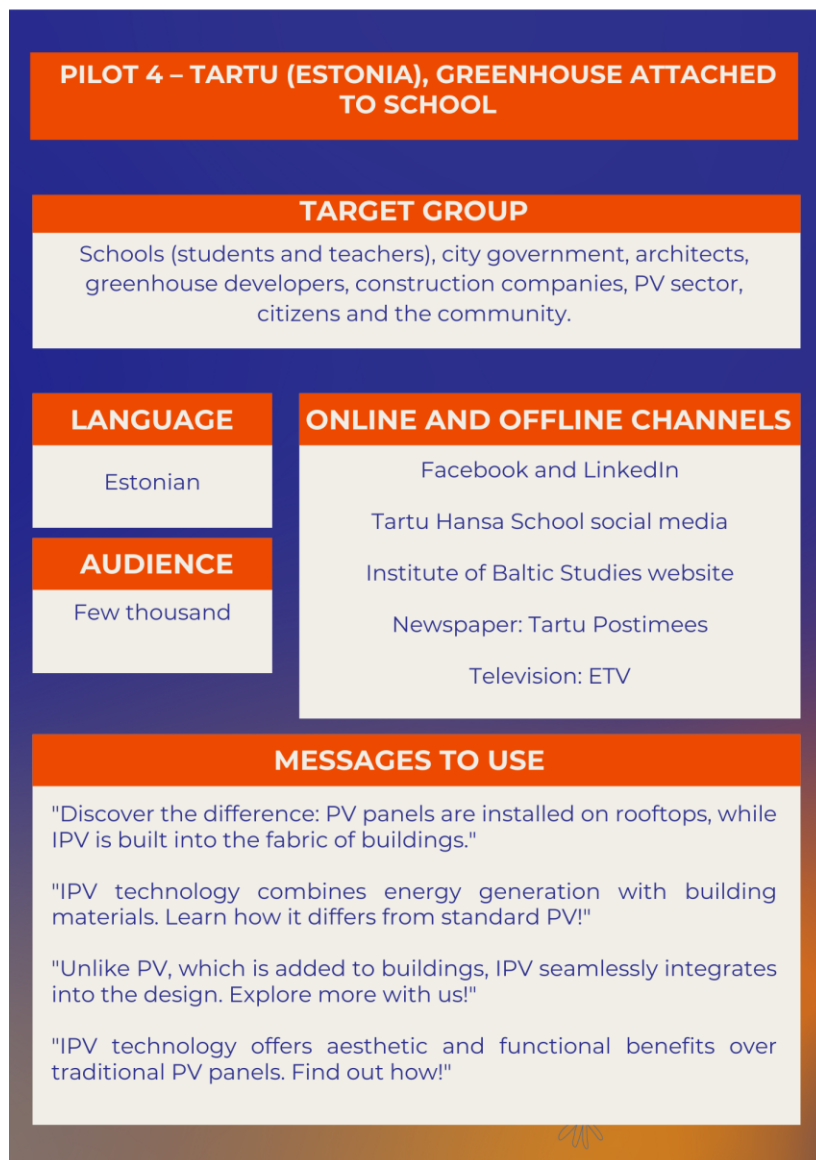 PILOT 4 – TARTU (ESTONIA), GREENHOUSE ATTACHED
TO SCHOOL
TARGET GROUP
Schools (students and teachers), city government, architects,
greenhouse developers, construction companies, PV sector,
citizens and the community.
LANGUAGE
Estonian
AUDIENCE
Few thousand
ONLINE AND OFFLINE CHANNELS
Facebook and LinkedIn
Tartu Hansa School social media
Institute of Baltic Studies website
Newspaper: Tartu Postimees
Television: ETV
MESSAGES TO USE
"Discover the difference: PV panels are installed on rooftops, while
IPV is built into the fabric of buildings."
"IPV technology combines energy generation with building
materials. Learn how it differs from standard PV!"
"Unlike PV, which is added to buildings, IPV seamlessly integrates
into the design. Explore more with us!"
"IPV technology offers aesthetic and functional benefits over
traditional PV panels. Find out how!"